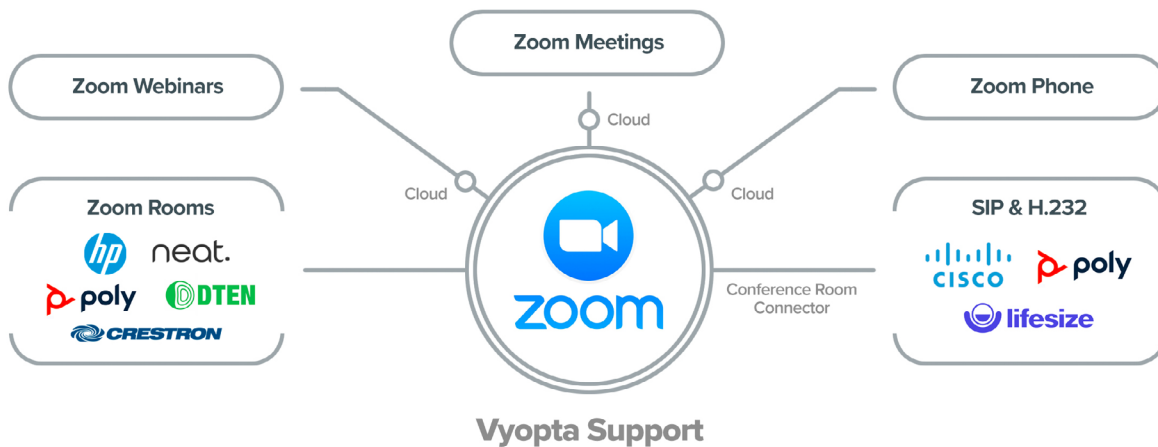 Zoom Meetings
Zoom Webinars
Zoom Phone
Cloud
Cloud
Cloud
Zoom Rooms
hp
neat.
poly
DTEN
CRESTRON
zoom
Conference Room
Connector
SIP & H.232
CISCO
poly
lifesize
Vyopta Support